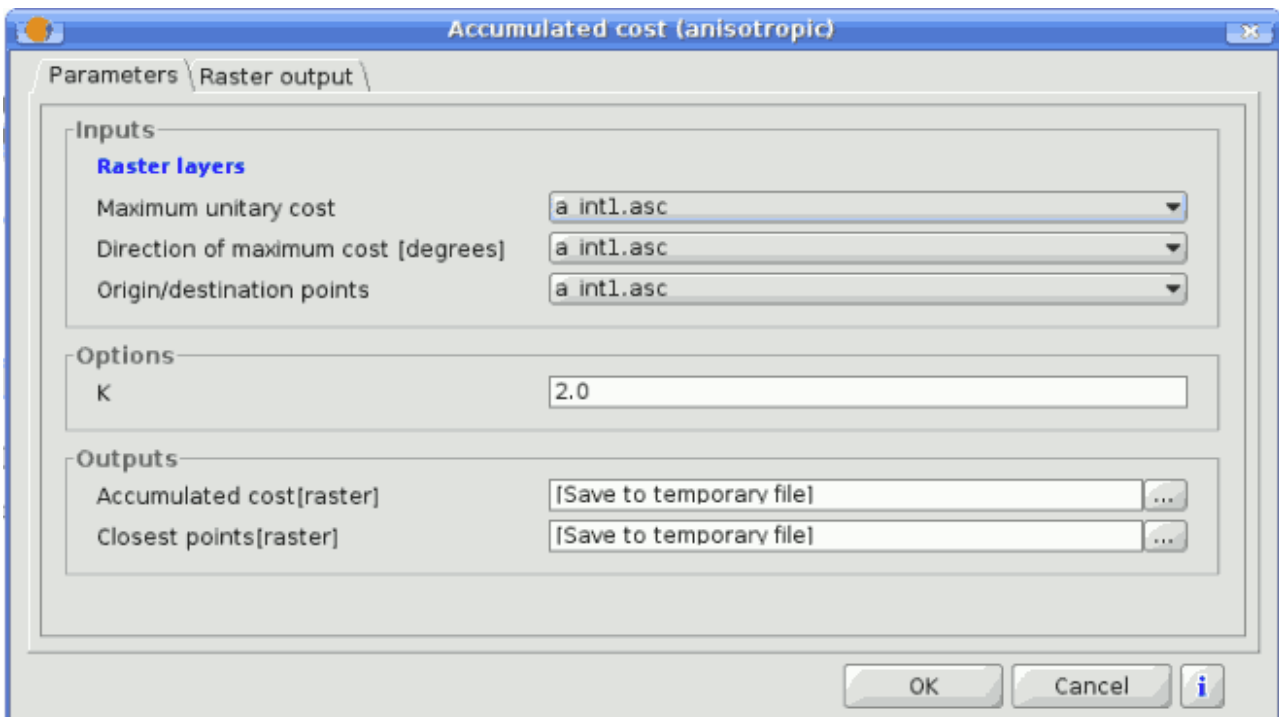 Accumulated cost (anisotropic)
Parameters Raster output
Inputs
Raster layers
Maximum unitary cost a int1.asc
Direction of maximum cost [degrees] a int1.asc
Origin/destination points a int1.asc
Options
K 2.0
Outputs
Accumulated cost[raster] [Save to temporary file] ...
Closest points[raster] [Save to temporary file] ...
OK Cancel i